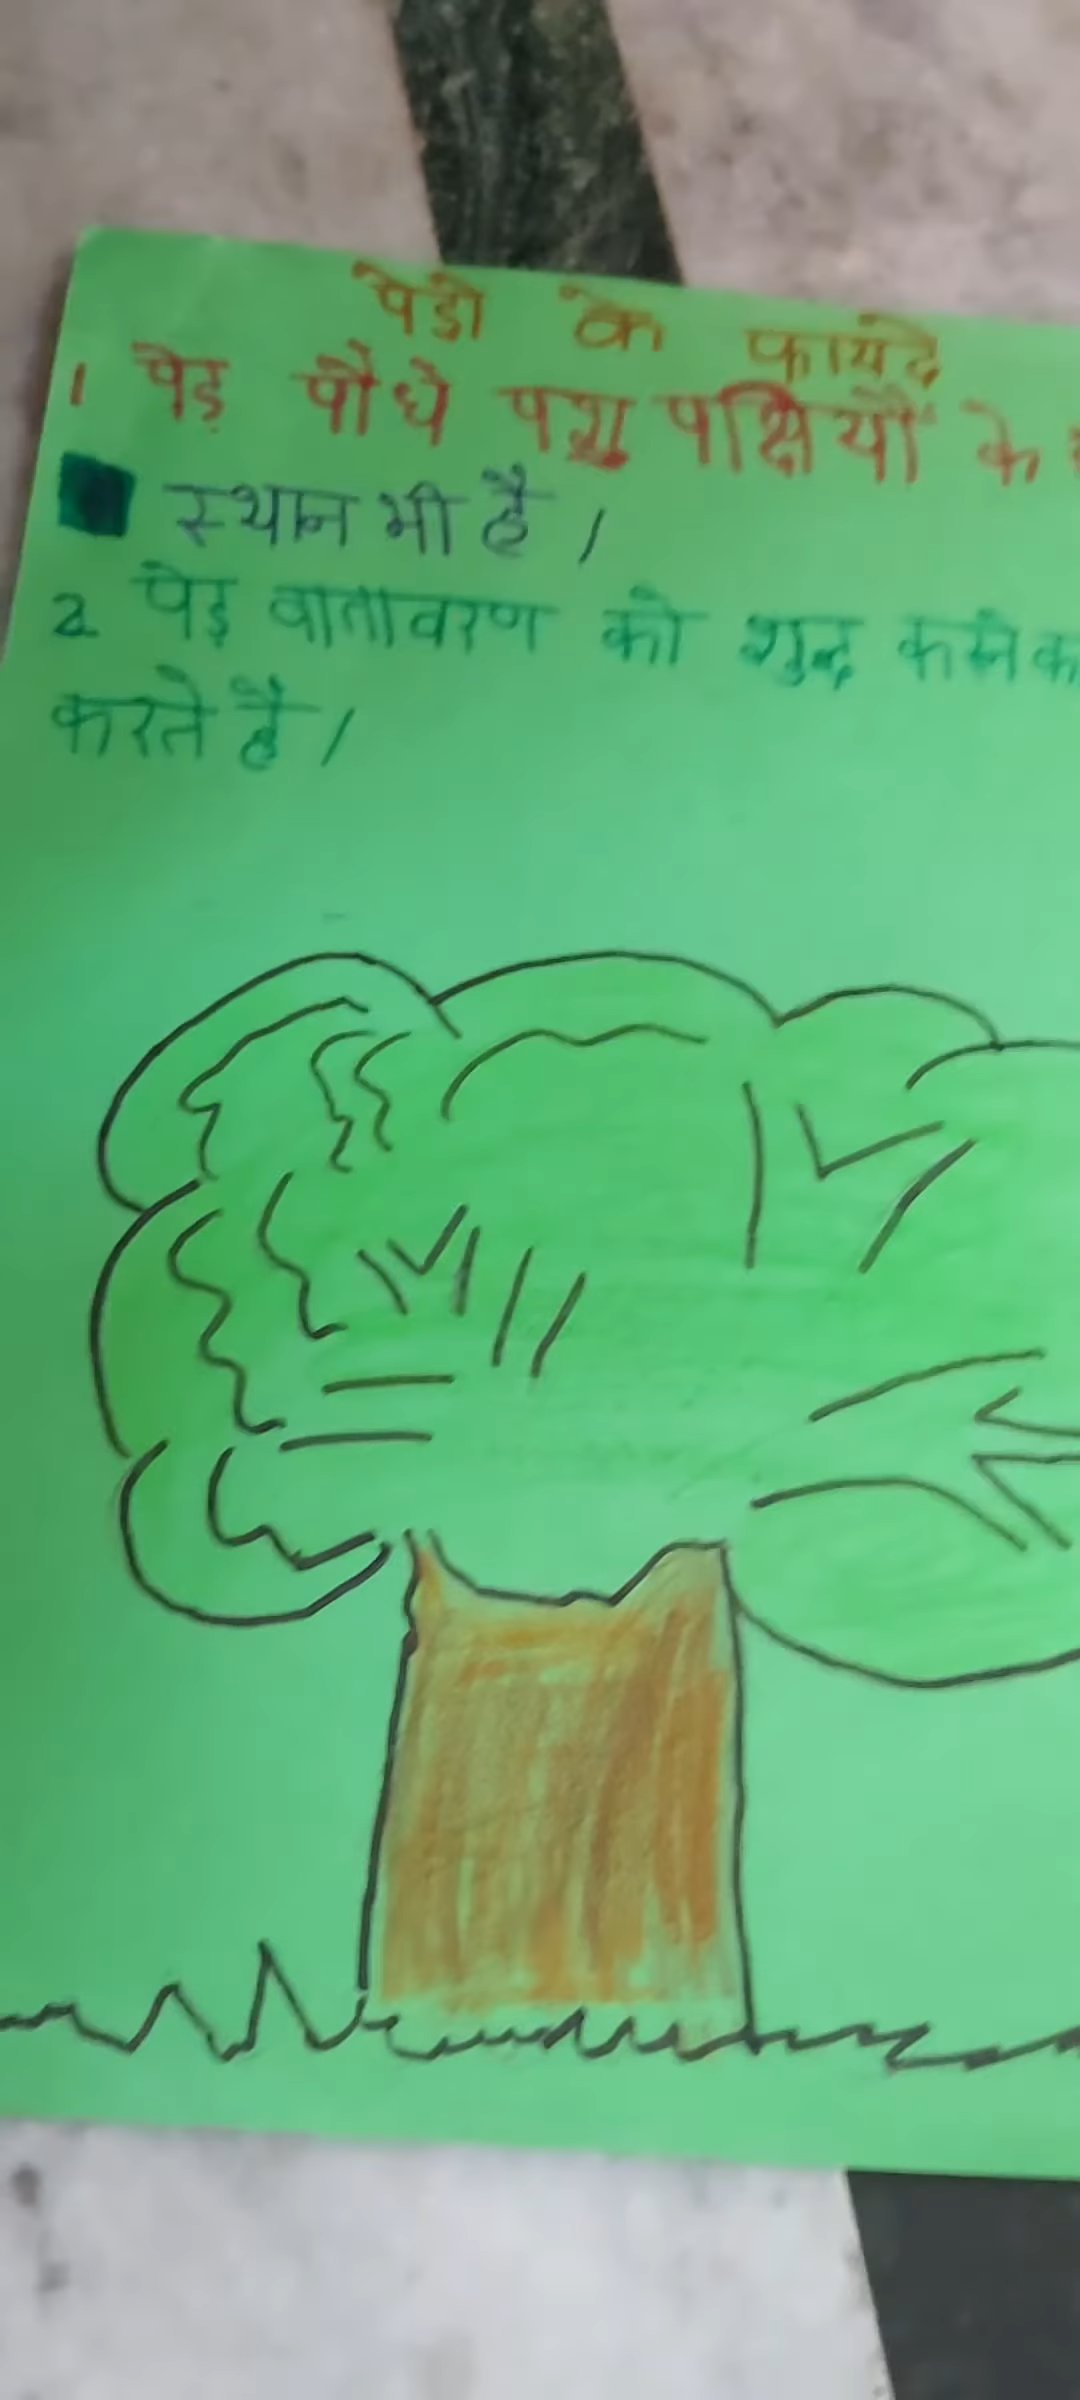 पेडो के फायदे
1 पेड़ पौधे पशु पक्षियों के
स्थान भी है।
2 पेड़ वातावरण को शुद्ध करने का
करते है।